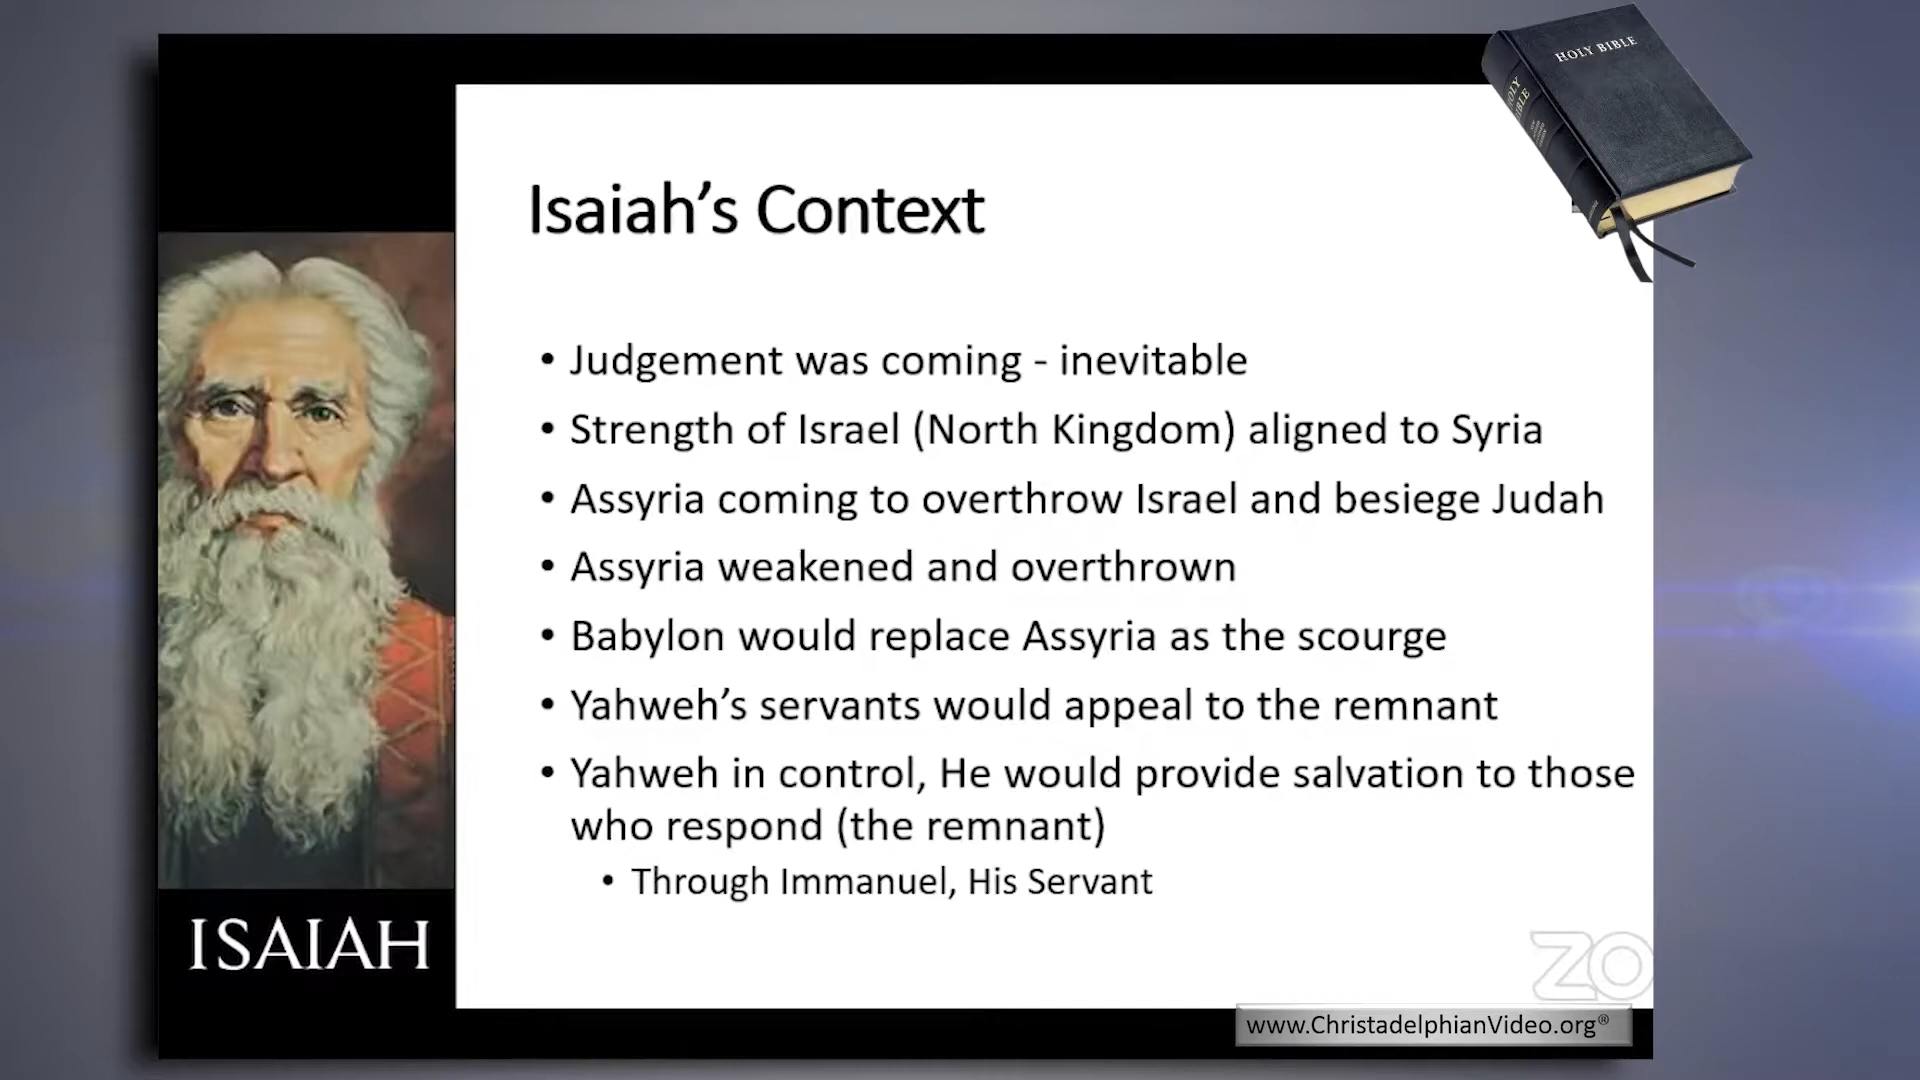 HOLY BIBLE
Isaiah's Context
• Judgement was coming - inevitable
• Strength of Israel (North Kingdom) aligned to Syria
• Assyria coming to overthrow Israel and besiege Judah
• Assyria weakened and overthrown
• Babylon would replace Assyria as the scourge
• Yahweh's servants would appeal to the remnant
• Yahweh in control, He would provide salvation to those
who respond (the remnant)
• Through Immanuel, His Servant
ISAIAH
ZO
www.ChristadelphianVideo.org®